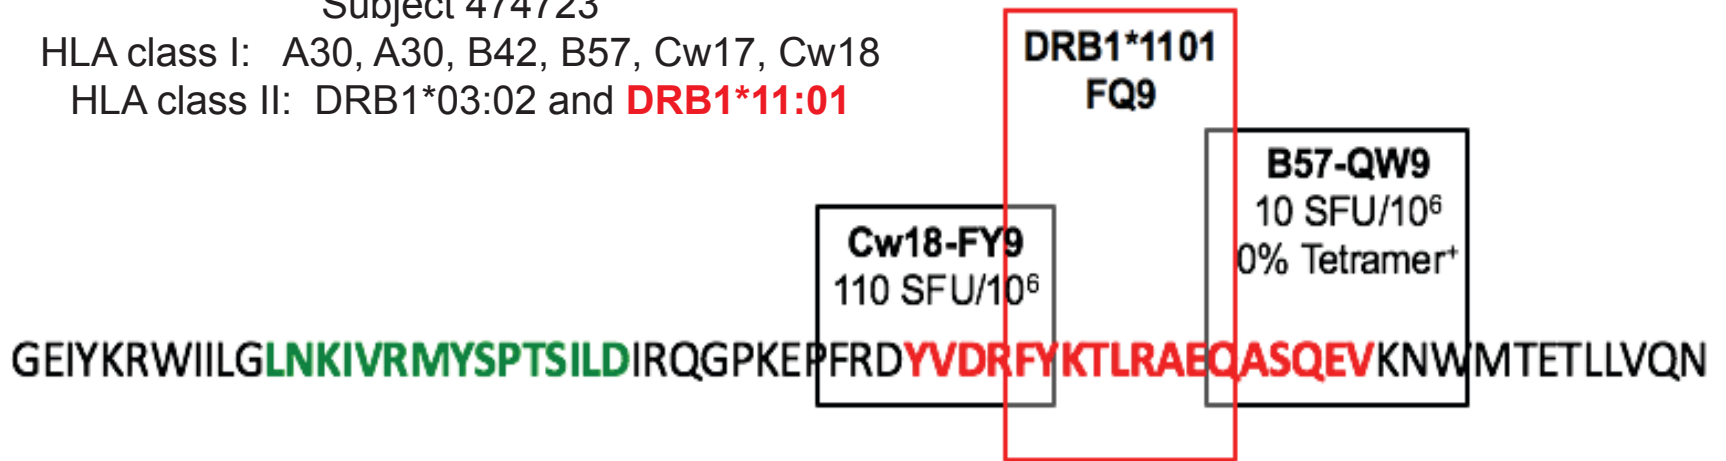 Subject 474723
HLA class I: A30, A30, B42, B57, Cw17, Cw18
HLA class II: DRB1*03:02 and DRB1*11:01
DRB1*1101
FQ9
B57-QW9
10 SFU/10⁶
0% Tetramer⁺
Cw18-FY9
110 SFU/10⁶
GEIYKRWIILGLNKIVRMYSPTSILDIRQGPKEPFRDYVDRFYKTLRAEQASQEVKNWMTETLLVQN